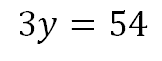 3y = 54